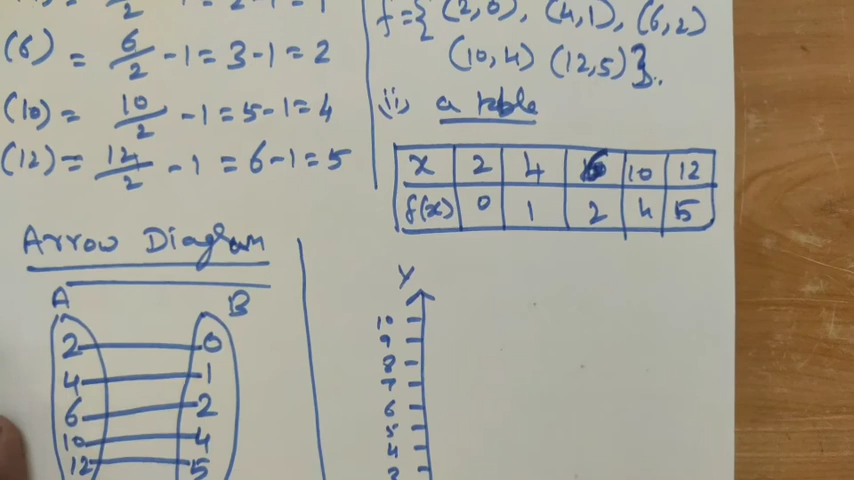 (6) = 6/2 -1 = 3-1 = 2
(10) = 10/2 -1 = 5-1 = 4
(12) = 12/2 -1 = 6-1 = 5
Arrow Diagram
A B
2 0
4 1
6 2
10 4
12 5
f = { (2,0), (4,1), (6,2)
(10,4) (12,5) }.
(ii) a table
x 2 4 6 10 12
f(x) 0 1 2 4 5
Y
10
9
8
7
6
5
4
3